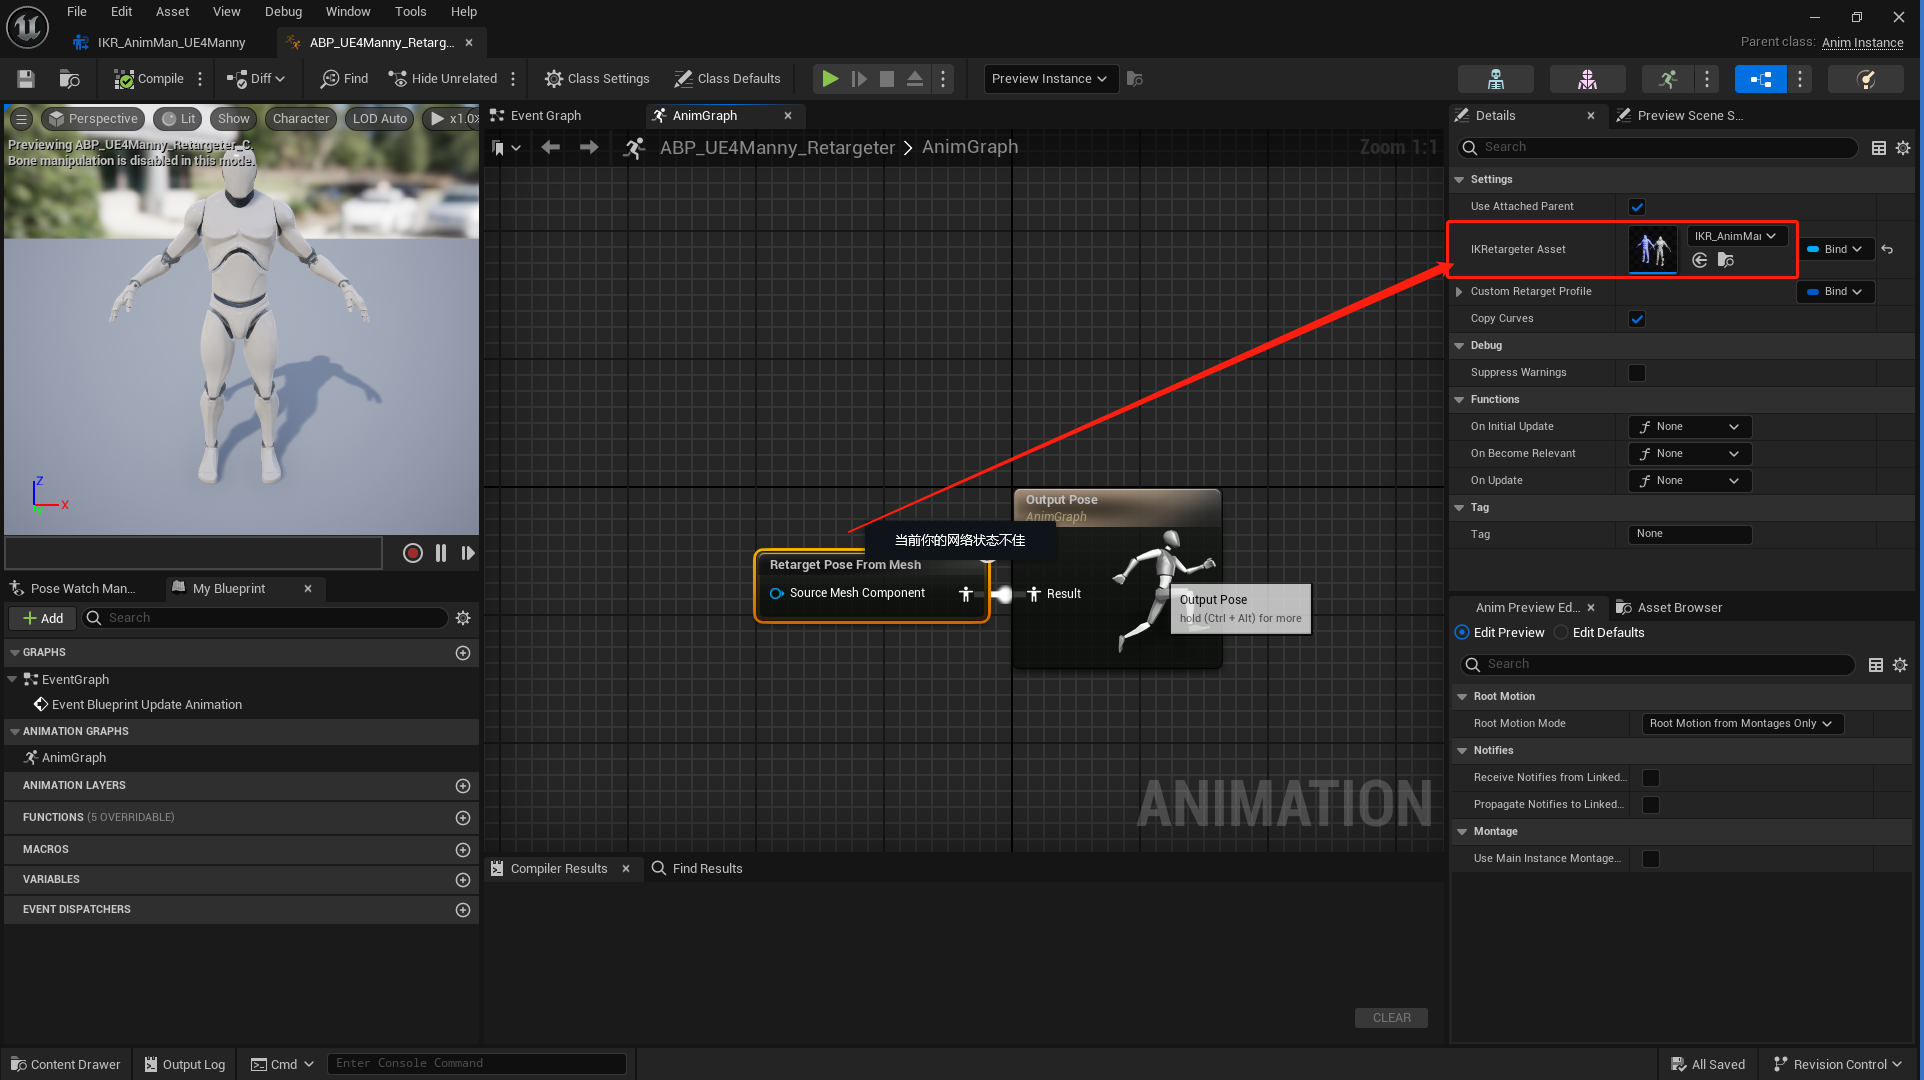 File Edit Asset View Debug Window Tools Help
IKR_AnimMan_UE4Manny
ABP_UE4Manny_Retarg...
Parent class: Anim Instance
Compile
Diff
Find
Hide Unrelated
Class Settings
Class Defaults
Preview Instance
Perspective
Lit
Show
Character
LOD Auto
x1.0
Previewing ABP_UE4Manny_Retargeter_C.
Bone manipulation is disabled in this mode.
Z
X
Pose Watch Man...
My Blueprint
Add
Search
GRAPHS
EventGraph
Event Blueprint Update Animation
ANIMATION GRAPHS
AnimGraph
ANIMATION LAYERS
FUNCTIONS (5 OVERRIDABLE)
MACROS
VARIABLES
EVENT DISPATCHERS
Event Graph
AnimGraph
ABP_UE4Manny_Retargeter > AnimGraph
Zoom 1:1
Output Pose
AnimGraph
当前你的网络状态不佳
Retarget Pose From Mesh
Source Mesh Component
Result
Output Pose
hold (Ctrl + Alt) for more
ANIMATION
Compiler Results
Find Results
CLEAR
Details
Preview Scene S...
Search
Settings
Use Attached Parent
IKRetargeter Asset
IKR_AnimMa
Bind
Custom Retarget Profile
Bind
Copy Curves
Debug
Suppress Warnings
Functions
On Initial Update
None
On Become Relevant
None
On Update
None
Tag
Tag
None
Anim Preview Ed...
Asset Browser
Edit Preview
Edit Defaults
Search
Root Motion
Root Motion Mode
Root Motion from Montages Only
Notifies
Receive Notifies from Linked...
Propagate Notifies to Linked...
Montage
Use Main Instance Montage...
Content Drawer
Output Log
Cmd
Enter Console Command
All Saved
Revision Control